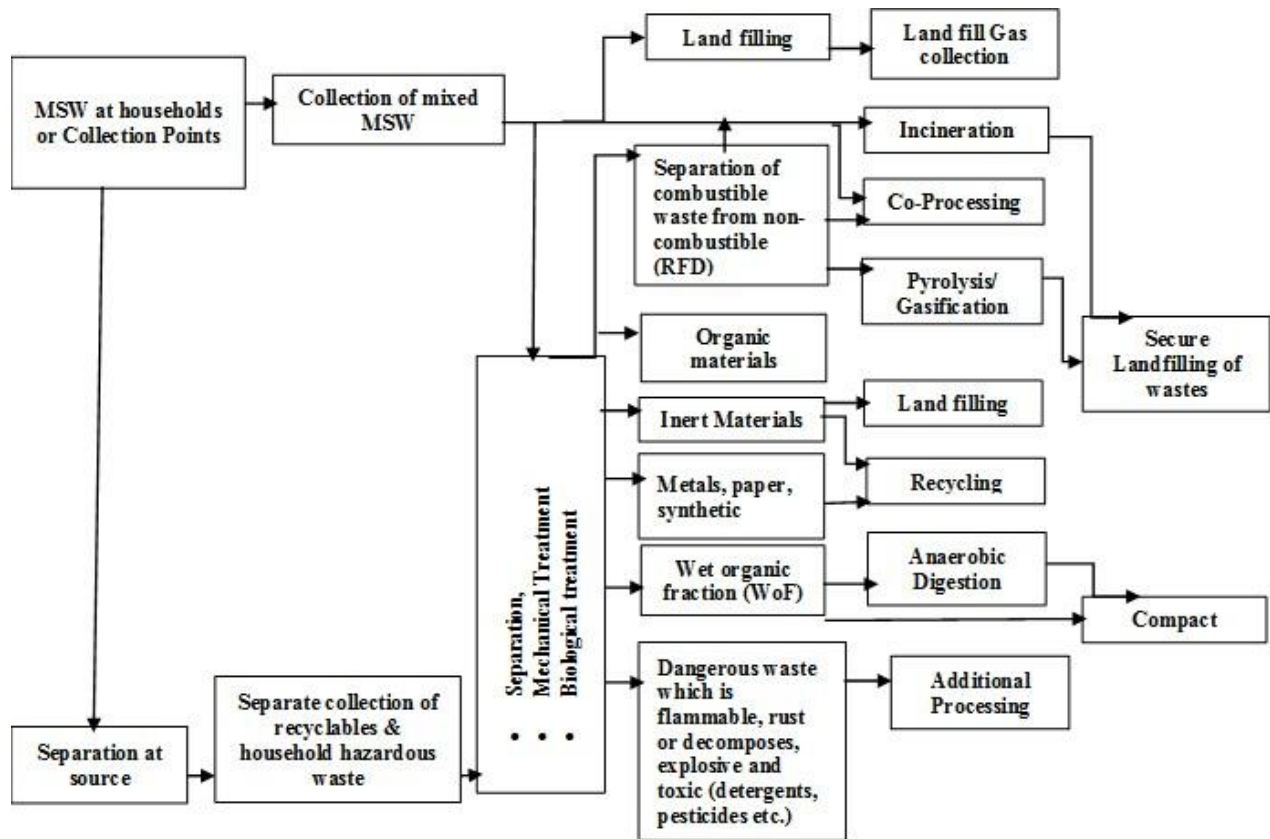 Land filling
Land fill Gas
collection
MSW at households
or Collection Points
Collection of mixed
MSW
Incineration
Separation of
combustible
waste from non-
combustible
(RFD)
Co-Processing
Pyrolysis/
Gasification
Secure
Landfilling of
wastes
Organic
materials
Inert Materials
Land filling
Metals, paper,
synthetic
Recycling
Wet organic
fraction (WoF)
Anaerobic
Digestion
Compact
• Separation,
• Mechanical Treatment
• Biological treatment
Dangerous waste
which is
flammable, rust
or decomposes,
explosive and
toxic (detergents,
pesticides etc.)
Additional
Processing
Separation at
source
Separate collection of
recyclables &
household hazardous
waste